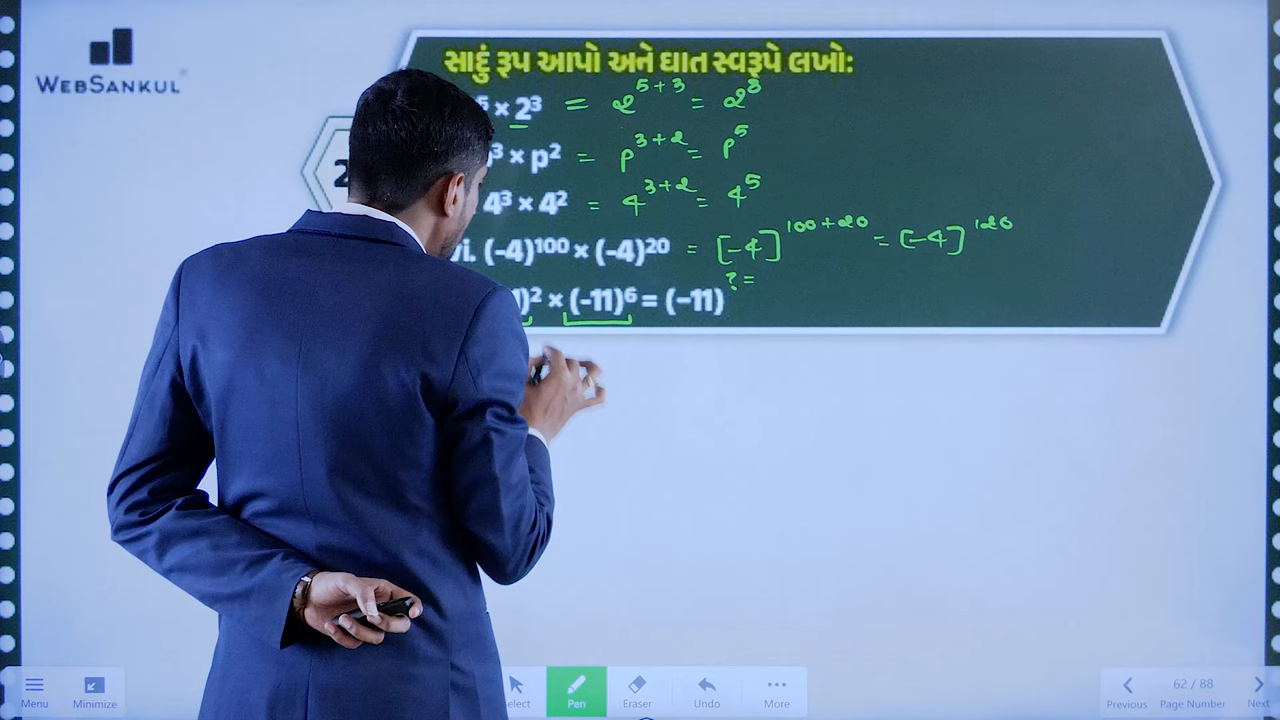 WEBSANKUL
સાદું રૂપ આપો અને ઘાત સ્વરૂપે લખો:
× 2³ = 2⁵⁺³ = 2⁸
³ × p² = p³⁺² = p⁵
4³ × 4² = 4³⁺² = 4⁵
vi. (-4)¹⁰⁰ × (-4)²⁰ = [-4]¹⁰⁰⁺²⁰ = [-4]¹²⁰
? =
)² × (-11)⁶ = (-11)
2
Menu Minimize Pen Eraser Undo More Previous 62 / 88 Page Number Next